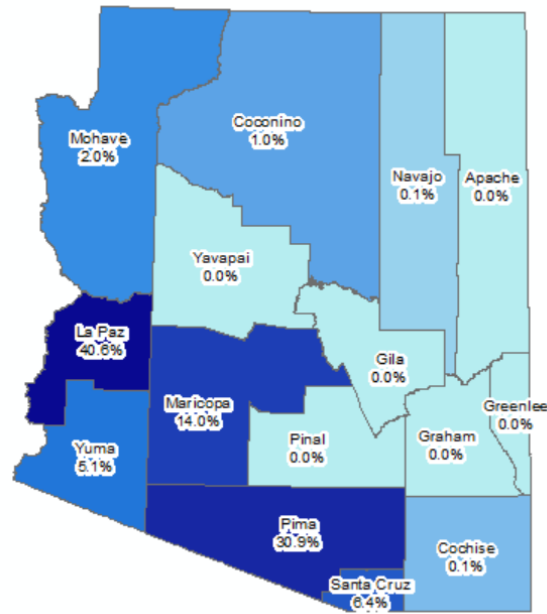 Mohave
2.0%
Coconino
1.0%
Navajo
0.1%
Apache
0.0%
Yavapai
0.0%
La Paz
40.6%
Gila
0.0%
Maricopa
14.0%
Greenlee
0.0%
Pinal
0.0%
Graham
0.0%
Yuma
5.1%
Pima
30.9%
Cochise
0.1%
Santa Cruz
6.4%